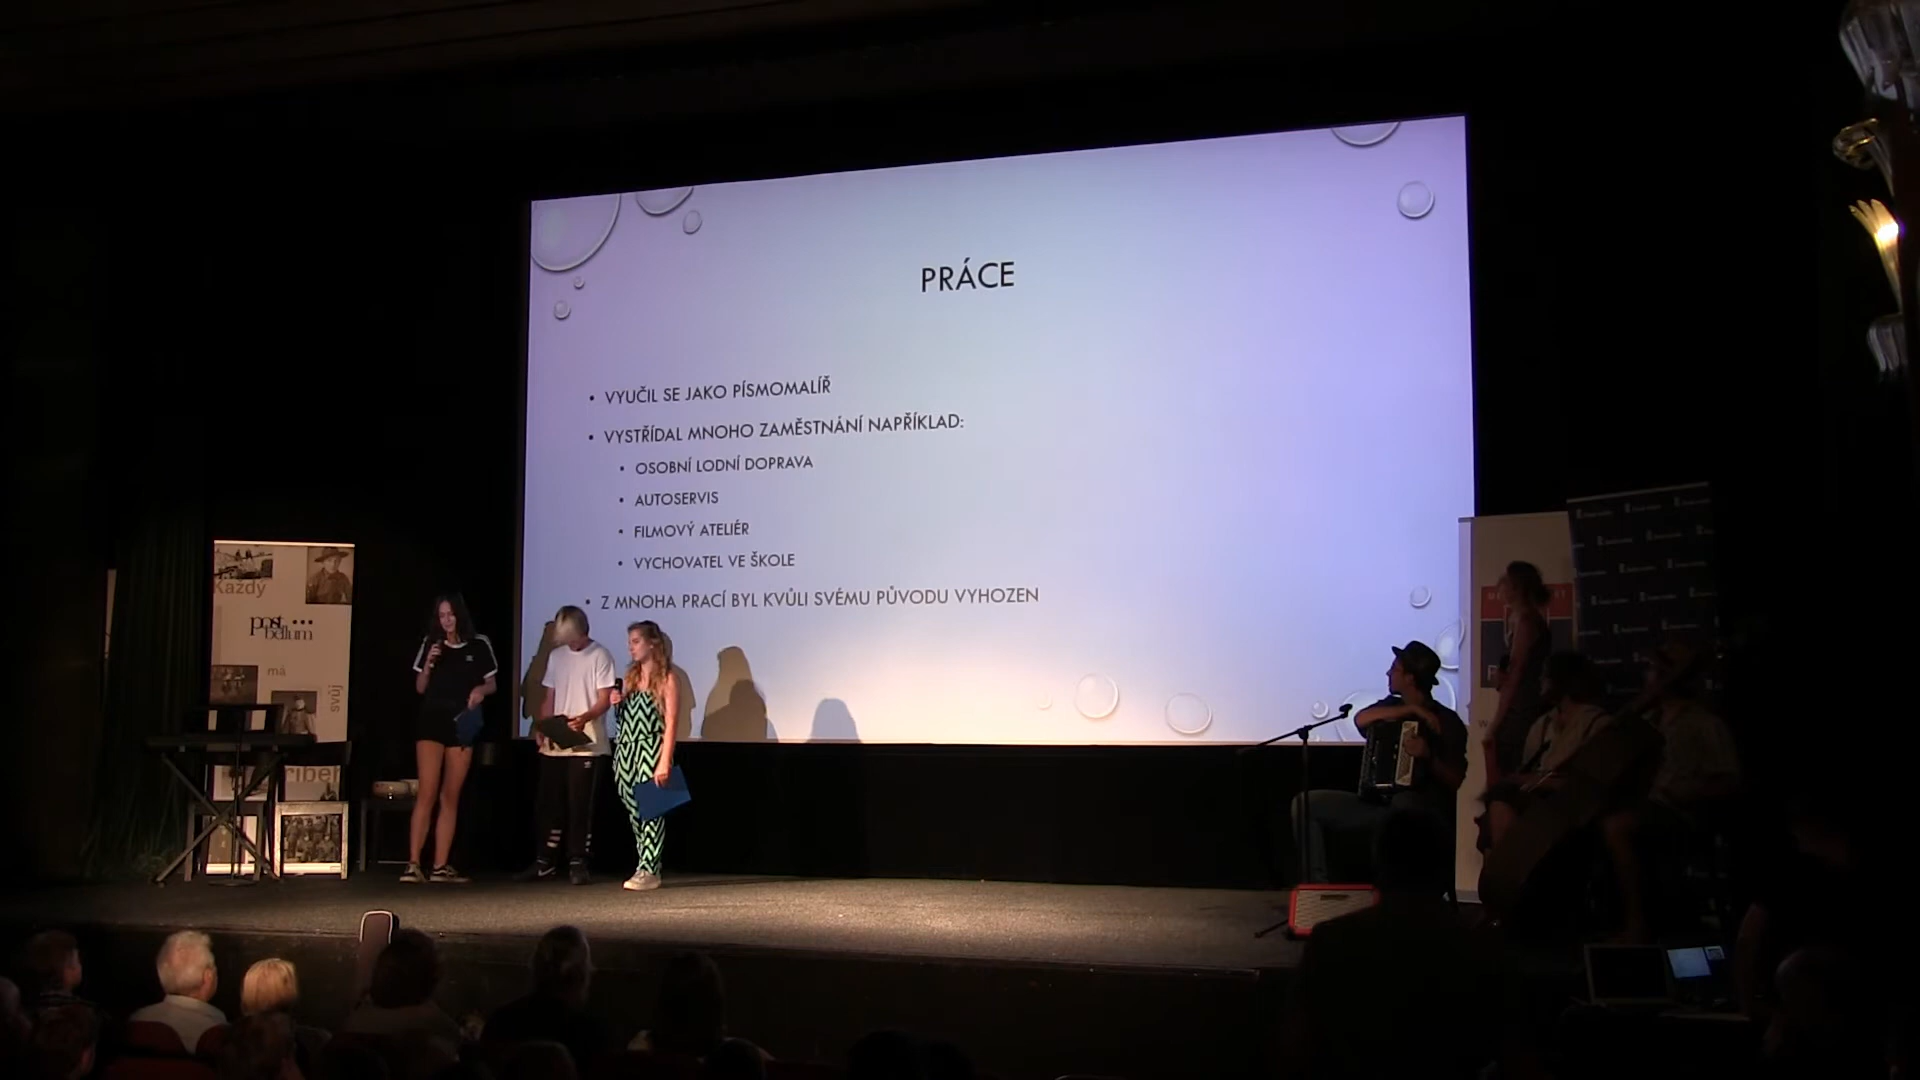 PRÁCE
• VYUČIL SE JAKO PÍSMOMALÍŘ
• VYSTŘÍDAL MNOHO ZAMĚSTNÁNÍ NAPŘÍKLAD:
• OSOBNÍ LODNÍ DOPRAVA
• AUTOSERVIS
• FILMOVÝ ATELIÉR
• VYCHOVATEL VE ŠKOLE
• Z MNOHA PRACÍ BYL KVŮLI SVÉMU PŮVODU VYHOZEN
Každý
post bellum
má
svůj